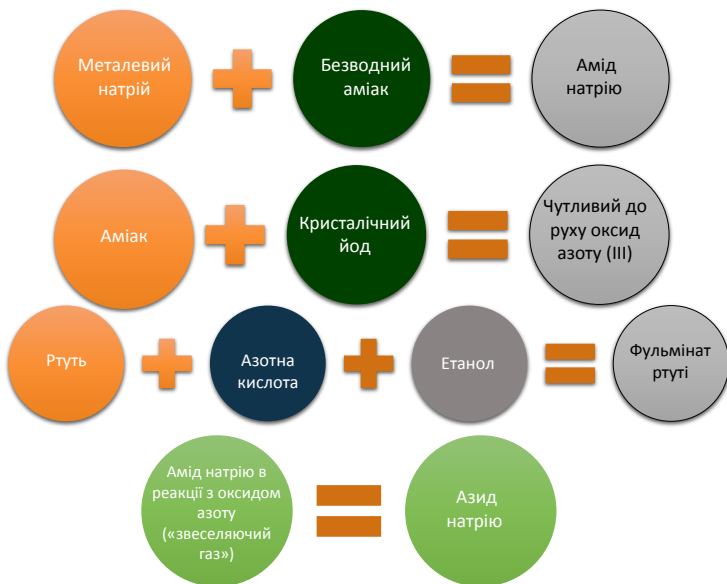 Металевий
натрій
Безводний
аміак
Амід
натрію
Аміак
Кристалічний
йод
Чутливий до
руху оксид
азоту (III)
Ртуть
Азотна
кислота
Етанол
Фульмінат
ртуті
Амід натрію в
реакції з оксидом
азоту
(«звеселяючий
газ»)
Азид
натрію